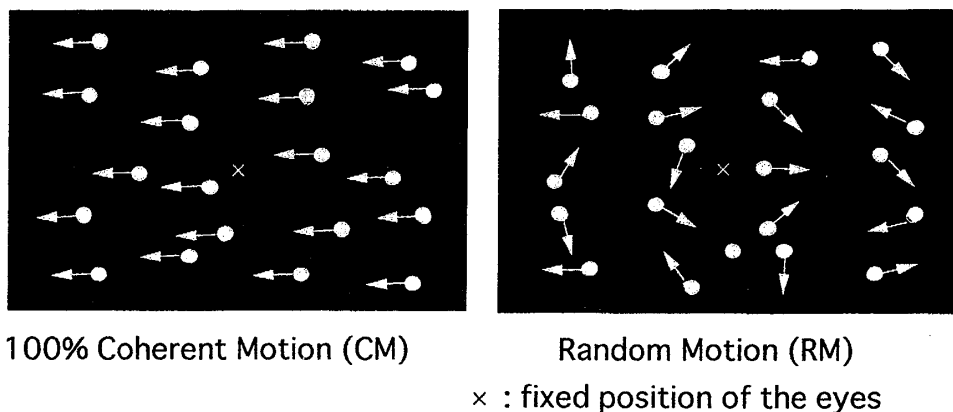 100% Coherent Motion (CM)
Random Motion (RM)
× : fixed position of the eyes